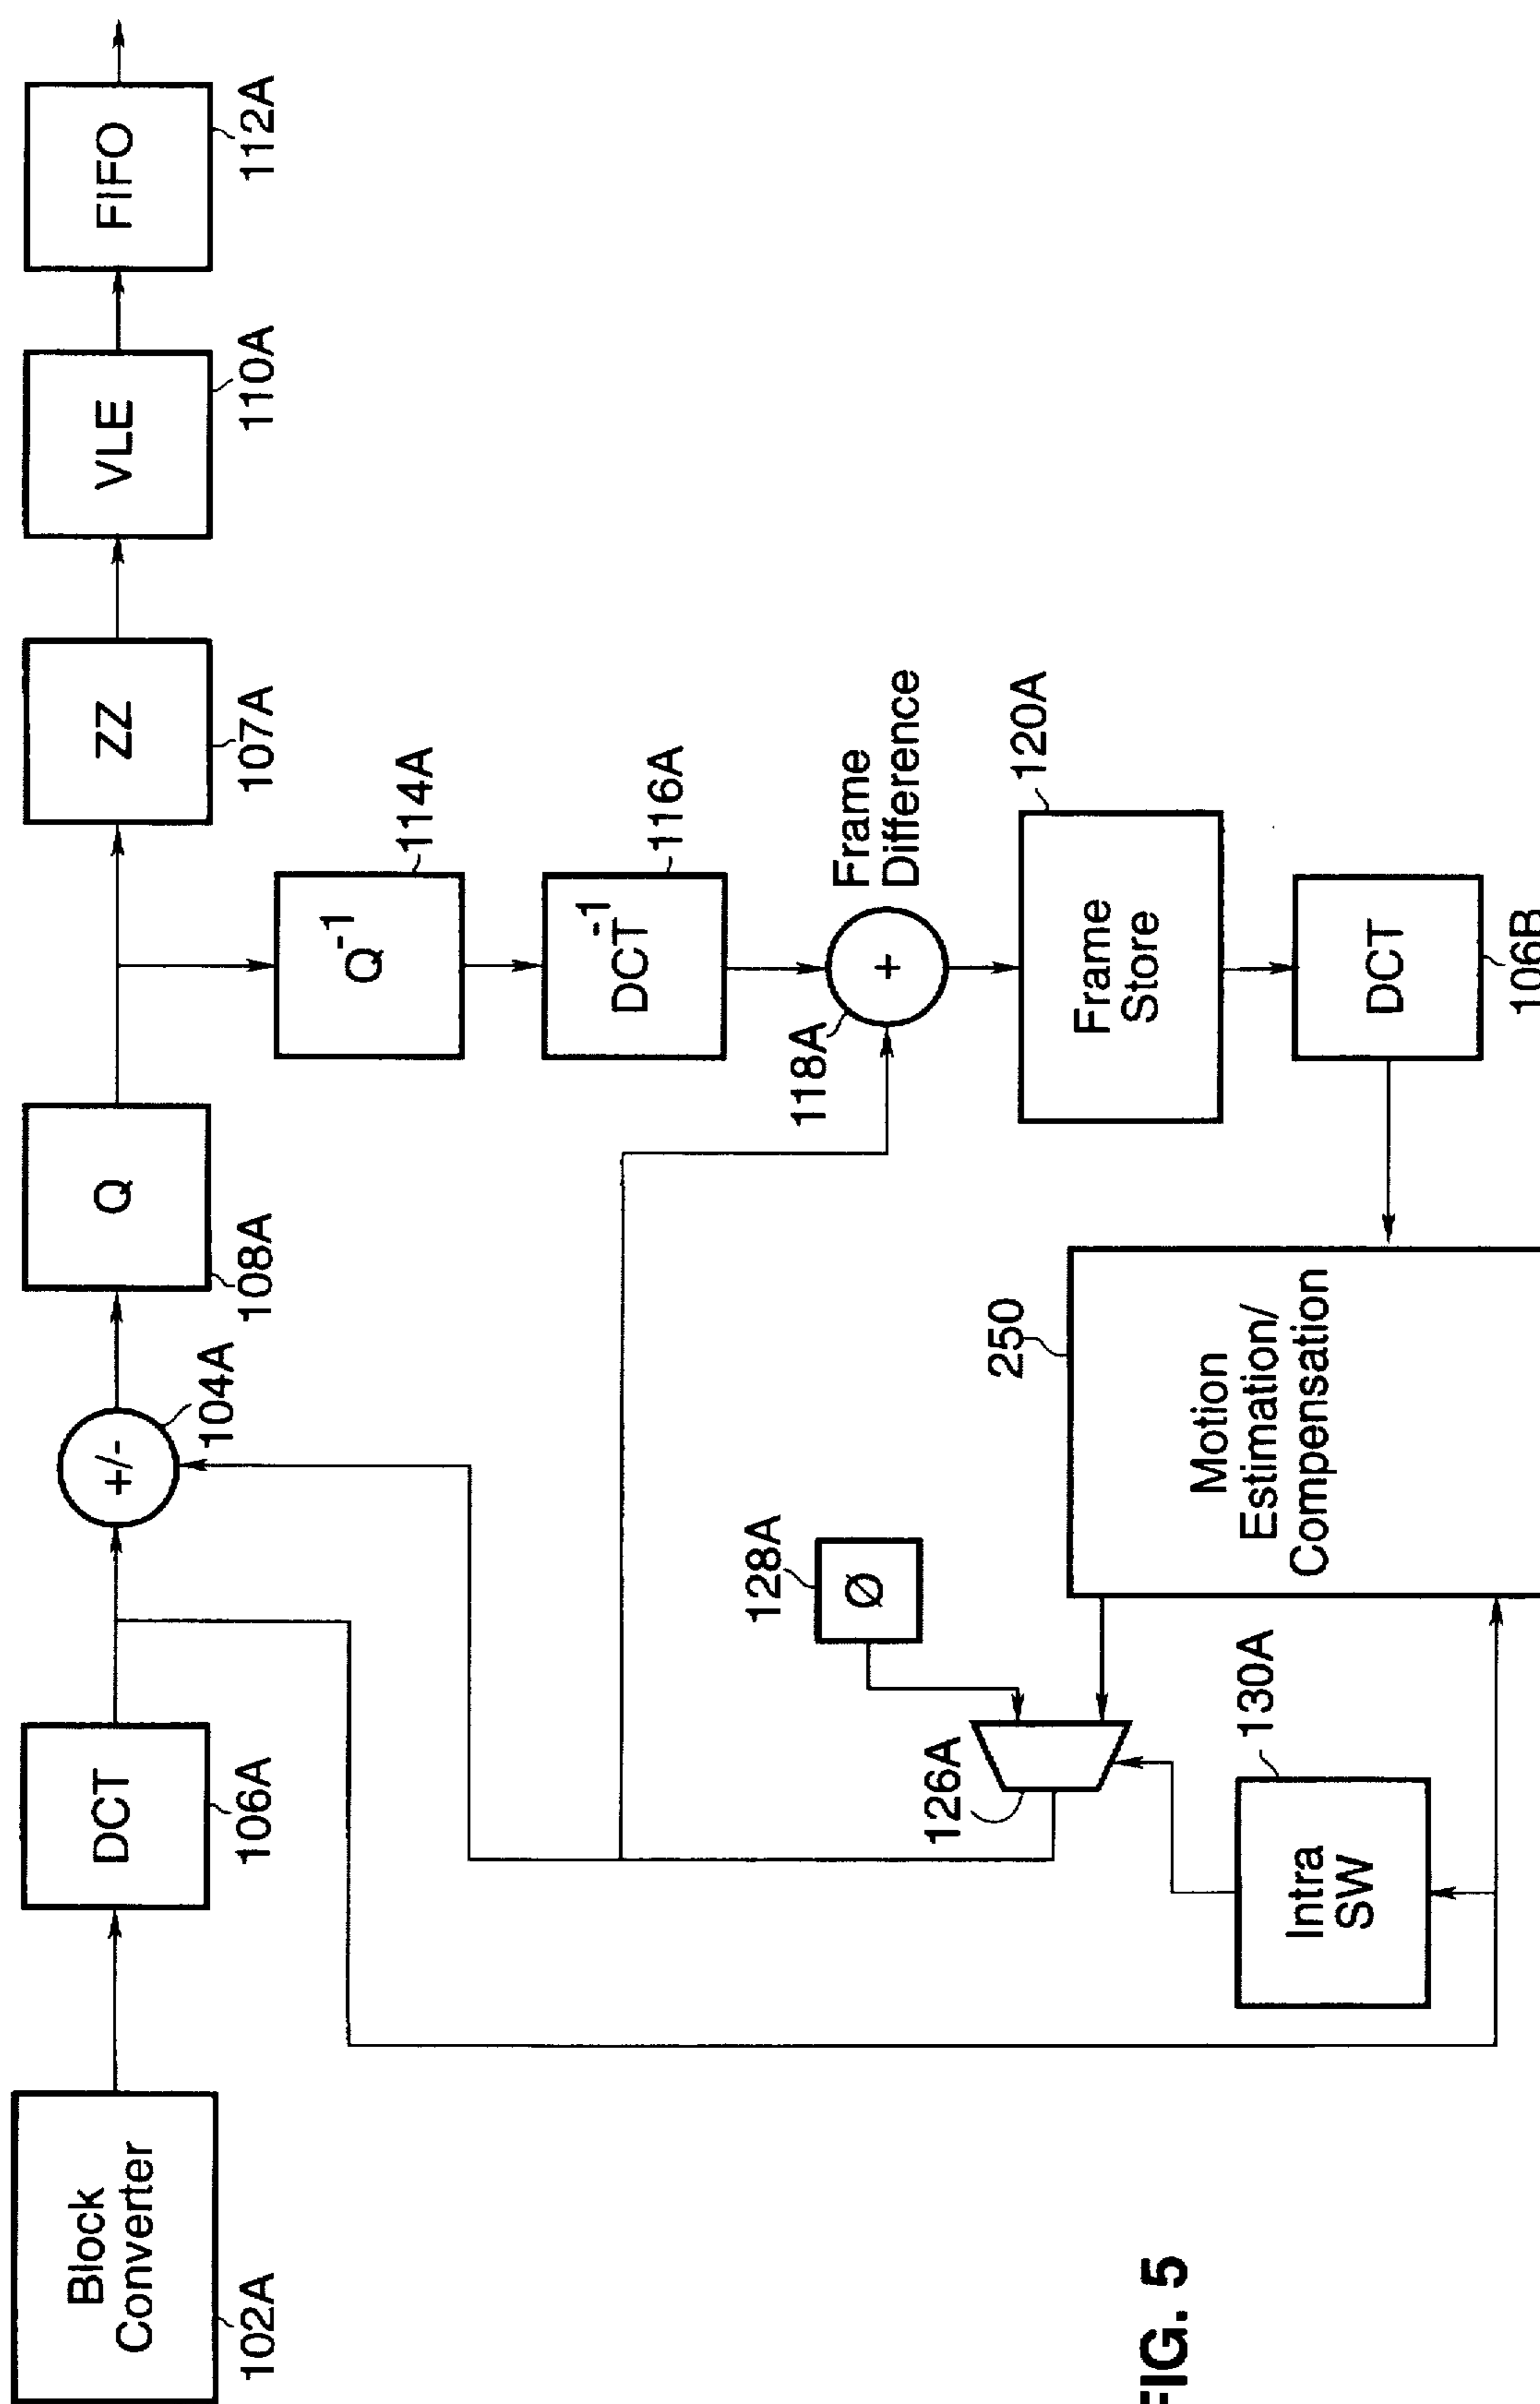 Block
Converter
102A
DCT
106A
+/-
104A
Q
108A
ZZ
107A
VLE
110A
FIFO
112A
Q-1
114A
DCT-1
116A
Frame
Difference
+
118A
120A
Frame
Store
DCT
106B
128A
Ø
250
Motion
Estimation/
Compensation
126A
130A
Intra
SW
FIG. 5